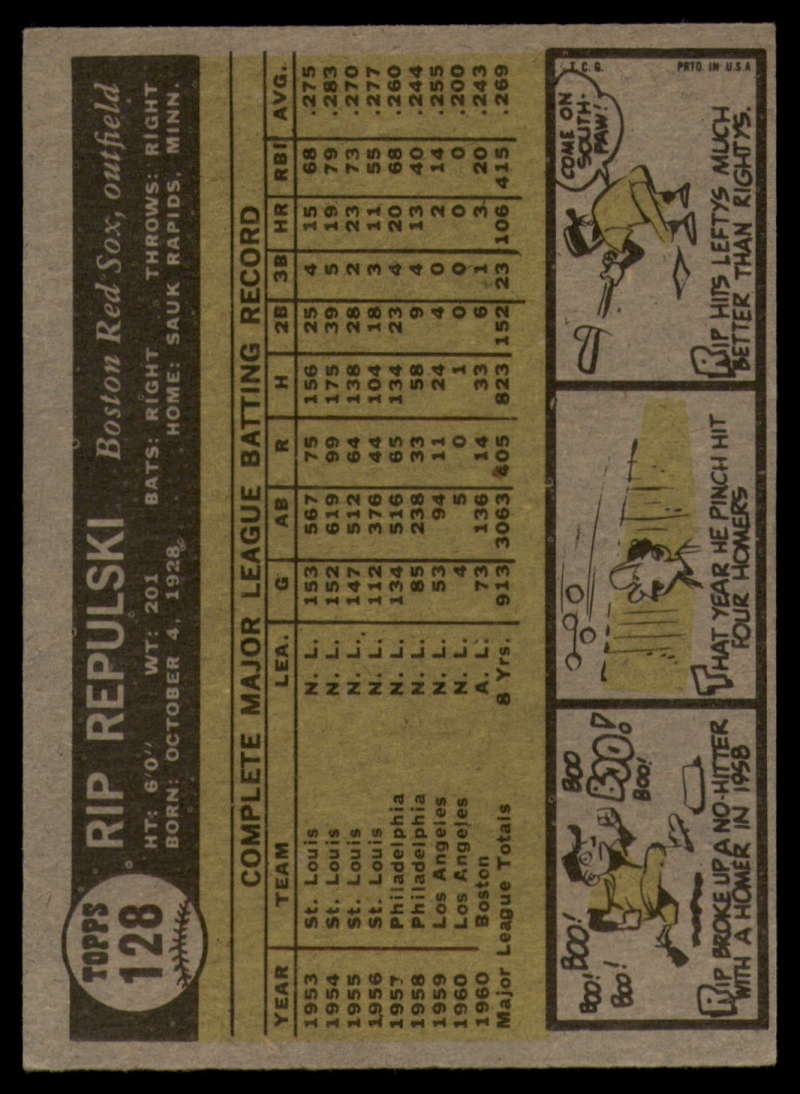 TOPPS
128
RIP REPULSKI Boston Red Sox, outfield
HT: 6'0" WT: 201 BATS: RIGHT THROWS: RIGHT
BORN: OCTOBER 4, 1928 HOME: SAUK RAPIDS, MINN.
COMPLETE MAJOR LEAGUE BATTING RECORD
YEAR TEAM LEA. G AB R H 2B 3B HR RBI AVG.
1953 St. Louis N. L. 153 567 75 156 25 4 15 68 .275
1954 St. Louis N. L. 152 619 99 175 39 5 19 79 .283
1955 St. Louis N. L. 147 512 64 138 28 2 23 73 .270
1956 St. Louis N. L. 112 376 44 104 18 3 11 55 .277
1957 Philadelphia N. L. 134 516 65 134 23 4 20 68 .260
1958 Philadelphia N. L. 85 238 33 58 9 4 13 40 .244
1959 Los Angeles N. L. 53 94 11 24 4 0 2 14 .255
1960 Los Angeles N. L. 4 5 0 1 0 0 0 0 .200
1960 Boston A. L. 73 136 14 33 6 1 3 20 .243
Major League Totals 8 Yrs. 913 3063 405 823 152 23 106 415 .269
BOO! BOO!
BOO!
BOO
BOO!
BOO!
RIP BROKE UP A NO-HITTER
WITH A HOMER IN 1958
THAT YEAR HE PINCH HIT
FOUR HOMERS
T.C.G. PRTD. IN U.S.A
COME ON
SOUTH-
PAW!
RIP HITS LEFTYS MUCH
BETTER THAN RIGHTYS.